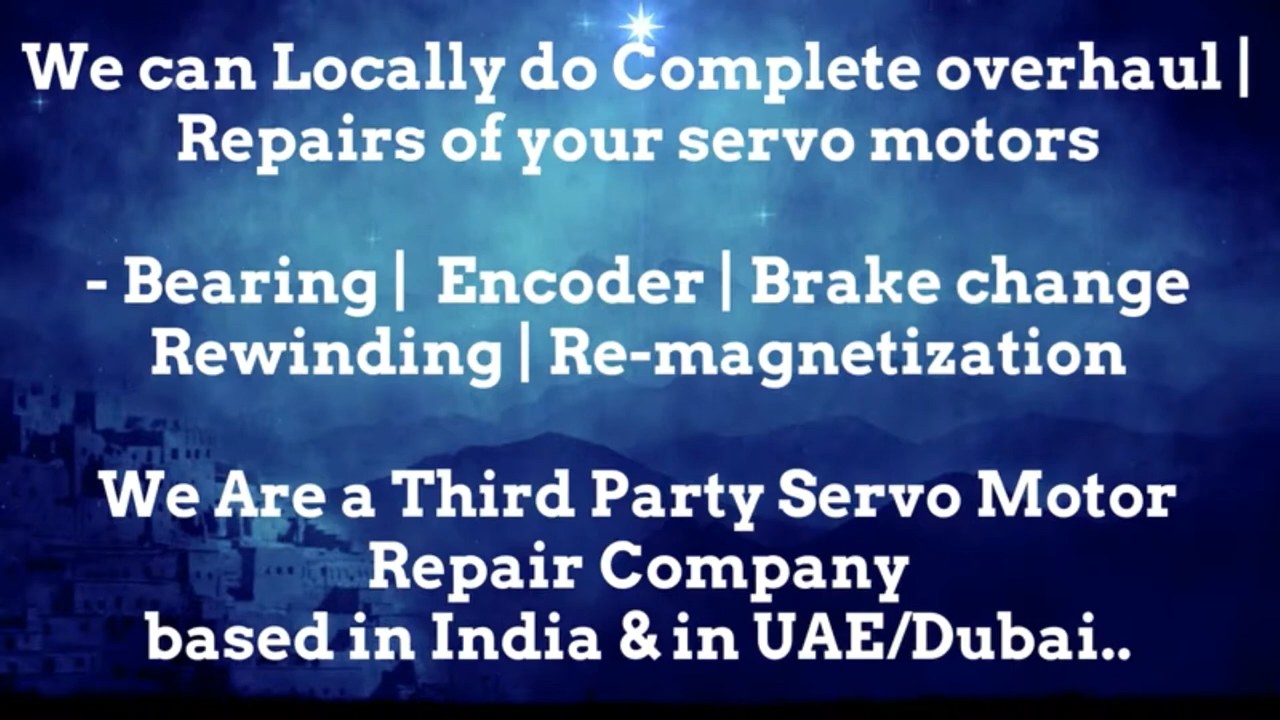 We can Locally do Complete overhaul |
Repairs of your servo motors
- Bearing | Encoder | Brake change
Rewinding | Re-magnetization
We Are a Third Party Servo Motor
Repair Company
based in India & in UAE/Dubai..